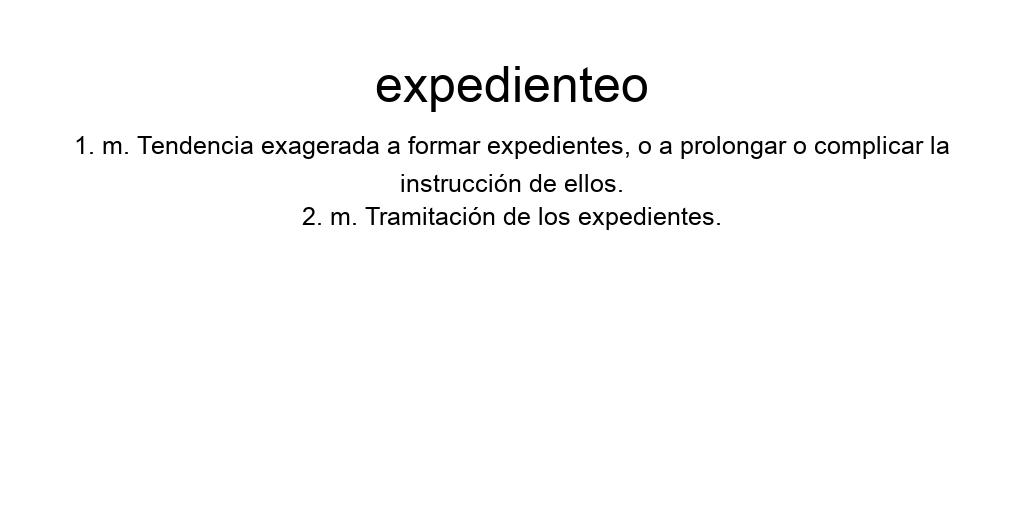 expedienteo
1. m. Tendencia exagerada a formar expedientes, o a prolongar o complicar la
instrucción de ellos.
2. m. Tramitación de los expedientes.